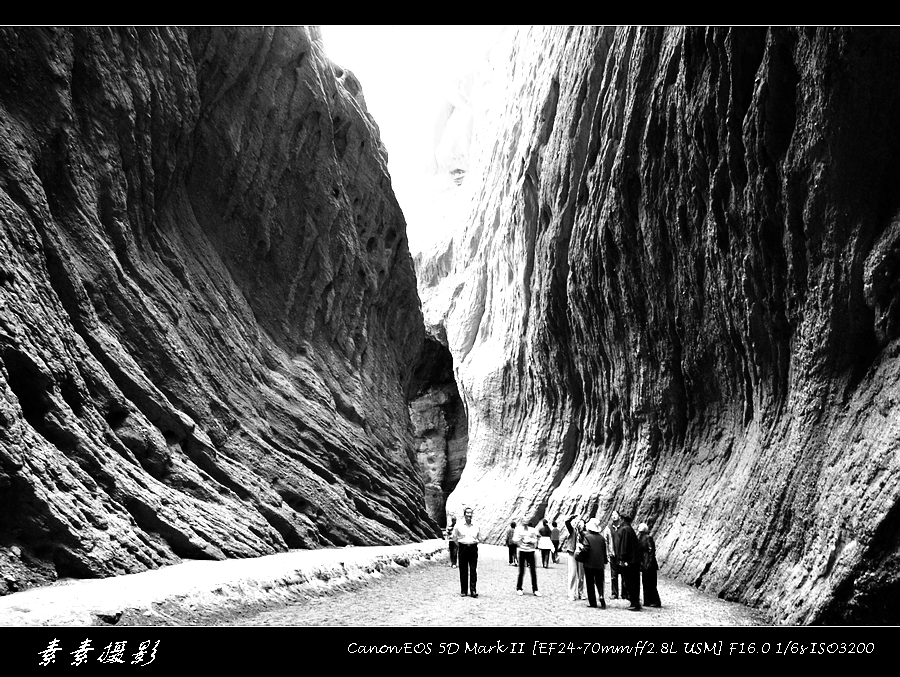 素素摄影
Canon EOS 5D Mark II [EF24-70mm f/2.8L USM] F16.0 1/6s ISO3200